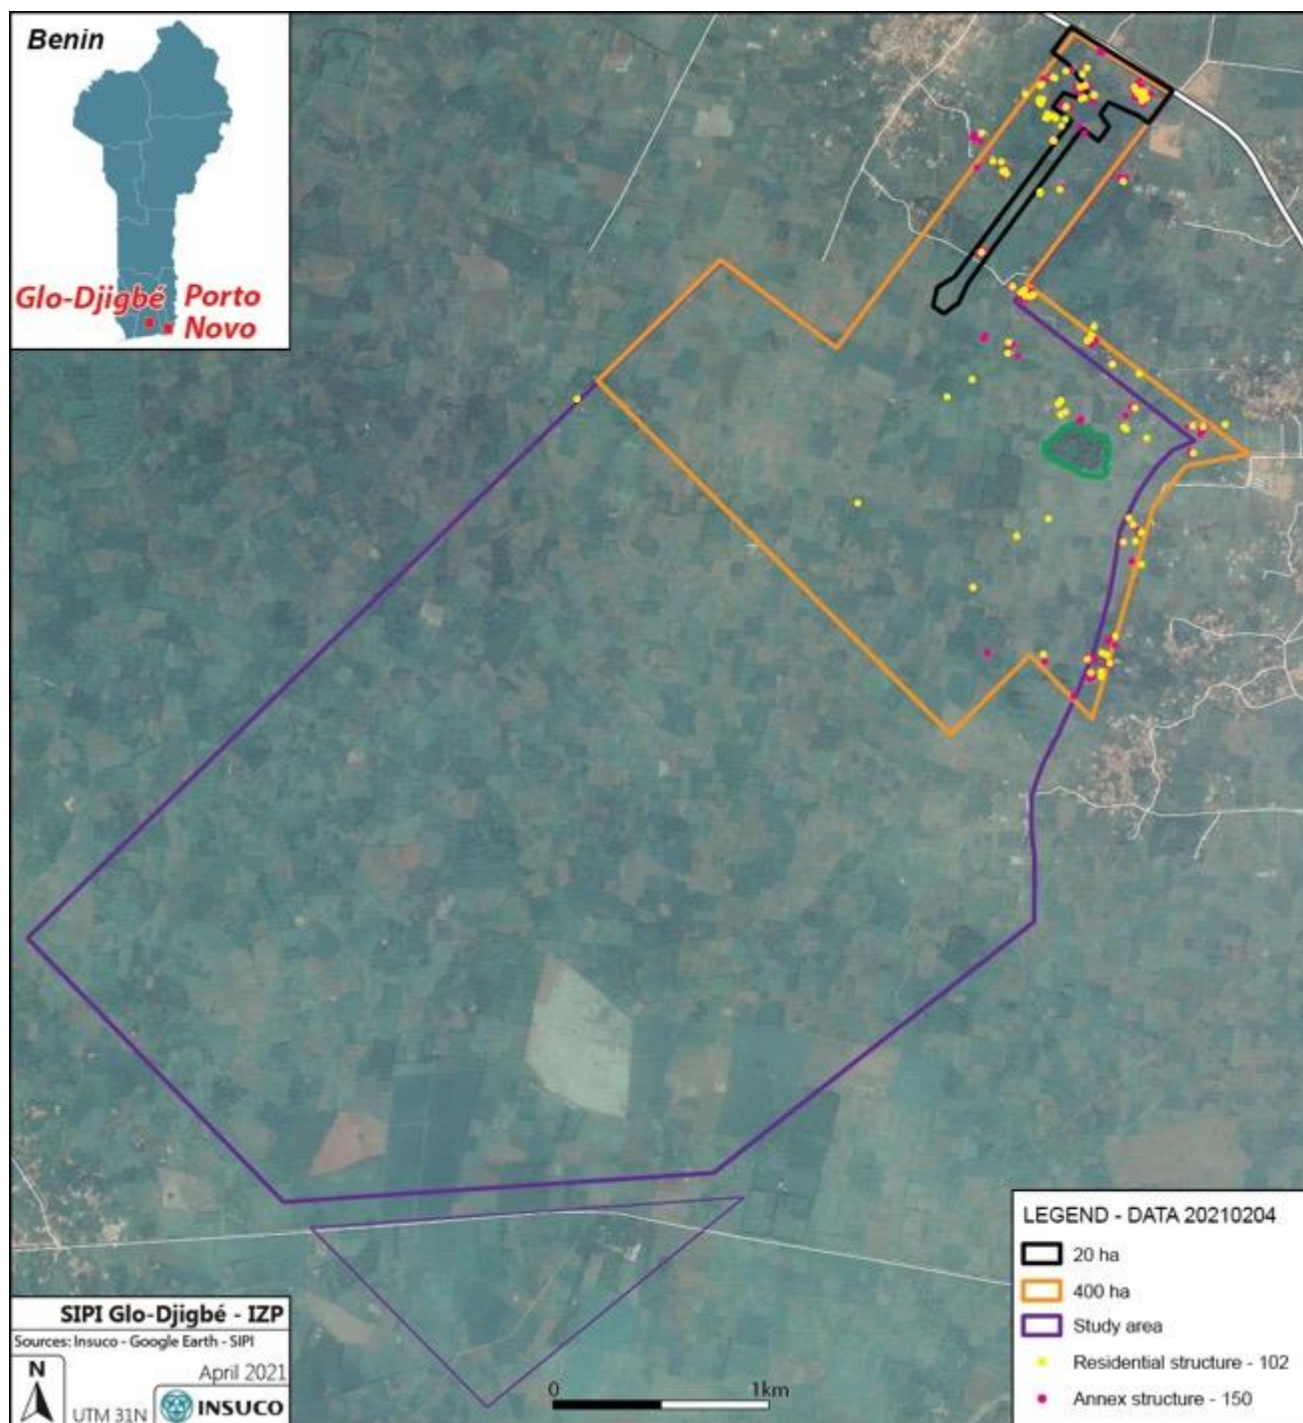 Benin
Glo-Djigbé
Porto
Novo
LEGEND - DATA 20210204
20 ha
400 ha
Study area
Residential structure - 102
Annex structure - 150
SIPI Glo-Djigbé - IZP
Sources: Insuco - Google Earth - SIPI
April 2021
N
UTM 31N
INSUCO
0
1km